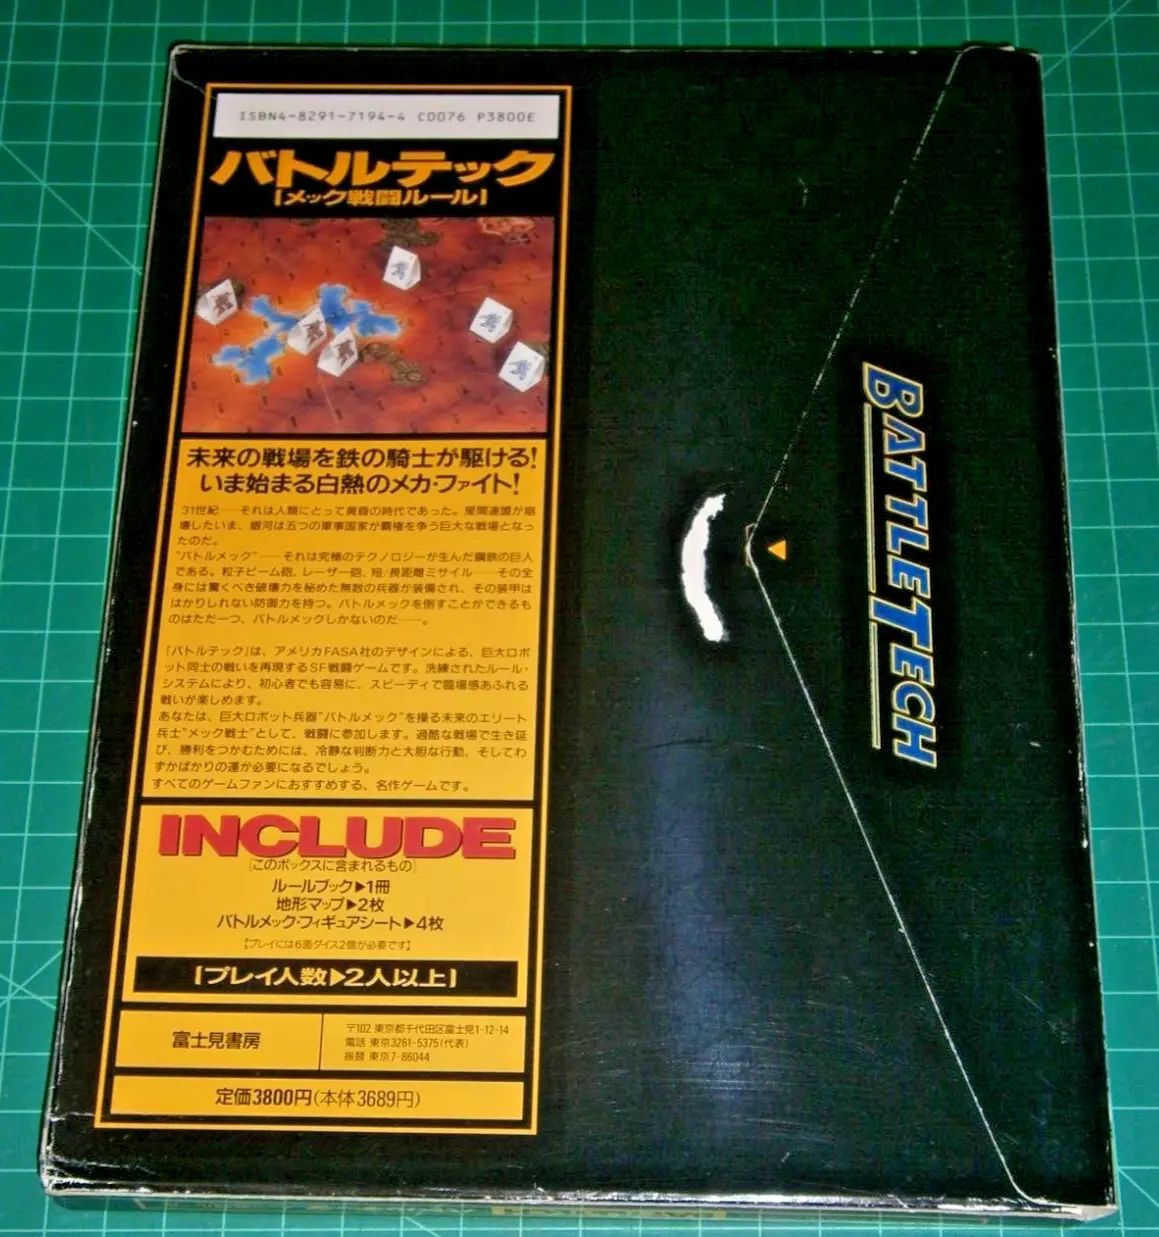 ISBN4-8291-7194-4 C0076 P3800E
バトルテック
[メック戦闘ルール]
未来の戦場を鉄の騎士が駆ける!
いま始まる白熱のメカ・ファイト!
31世紀──それは人類にとって黄昏の時代であった。星間連盟が崩
壊したいま、銀河は五つの軍事国家が覇権を争う巨大な戦場となっ
たのだ。
"バトルメック"──それは究極のテクノロジーが生んだ鋼鉄の巨人
である。粒子ビーム砲、レーザー砲、短/長距離ミサイル──その全
身には驚くべき破壊力を秘めた無数の兵器が装備され、その装甲は
はかりしれない防御力を持つ。バトルメックを倒すことができるも
のはただ一つ、バトルメックしかないのだ──。
「バトルテック」は、アメリカFASA社のデザインによる、巨大ロボ
ット同士の戦いを再現するSF戦闘ゲームです。洗練されたルール・
システムにより、初心者でも容易に、スピーディで臨場感あふれる
戦いが楽しめます。
あなたは、巨大ロボット兵器"バトルメック"を操る未来のエリート
兵士"メック戦士"として、戦闘に参加します。過酷な戦場で生き延
び、勝利をつかむためには、冷静な判断力と大胆な行動、そしてわ
ずかばかりの運が必要になるでしょう。
すべてのゲームファンにおすすめする、名作ゲームです。
INCLUDE
[このボックスに含まれるもの]
ルールブック▶1冊
地形マップ▶2枚
バトルメック・フィギュアシート▶4枚
【プレイには6面ダイス2個が必要です】
[プレイ人数▶2人以上]
富士見書房
〒102 東京都千代田区富士見1-12-14
電話 東京3261-5375(代表)
振替 東京7-86044
定価3800円(本体3689円)
BATTLETECH